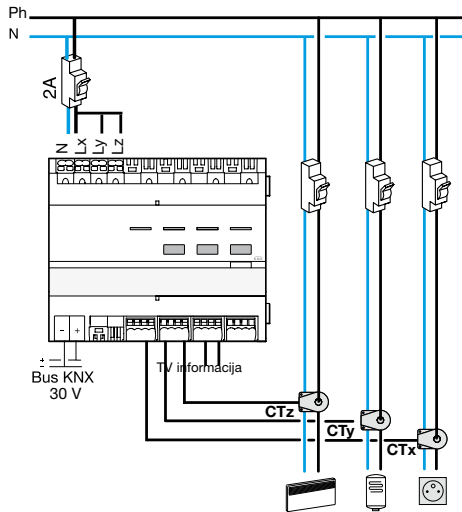 Ph
N
2A
N
Lx
Ly
Lz
- +
TV informacija
Bus KNX
30 V
CTz
CTy
CTx